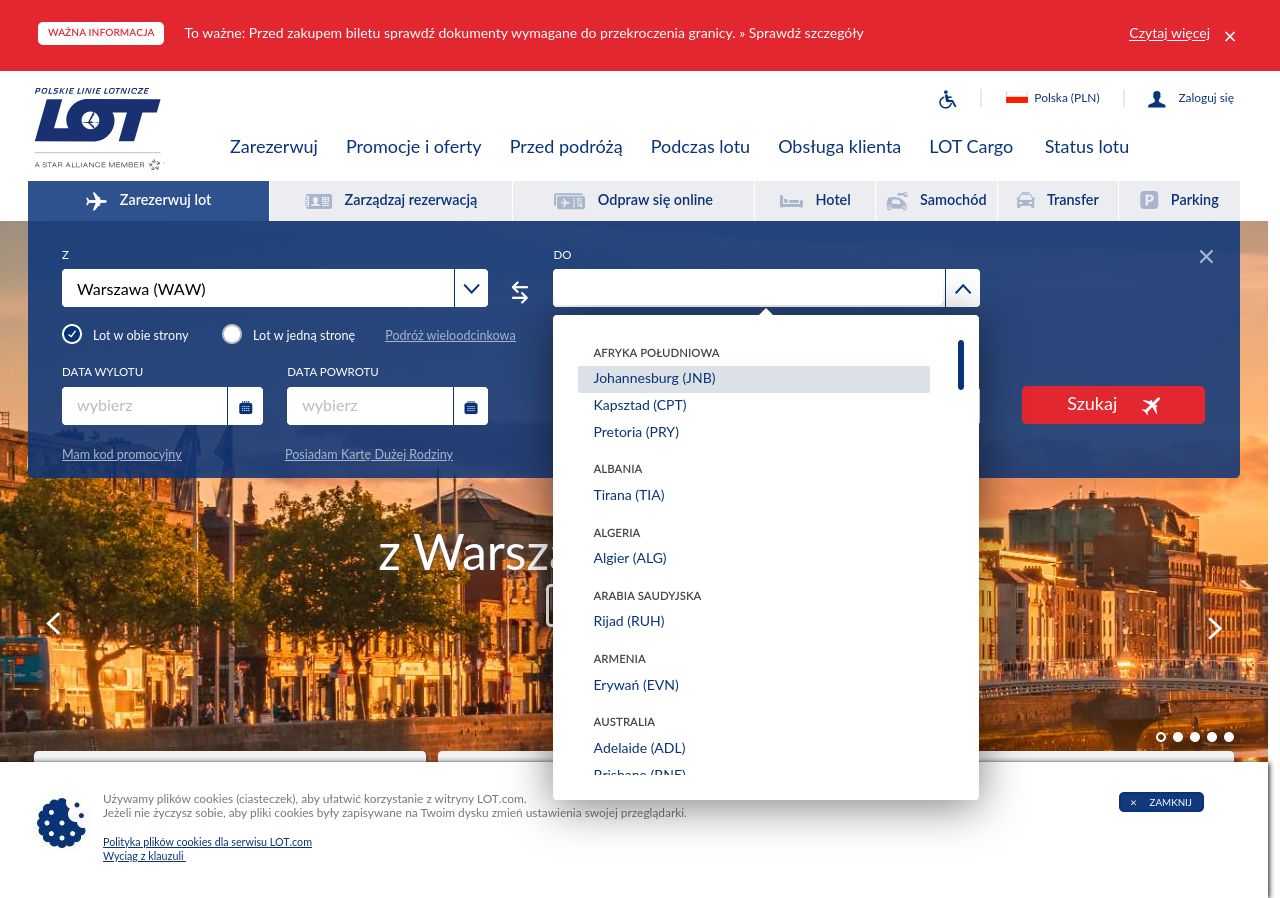 WAŻNA INFORMACJA
To ważne: Przed zakupem biletu sprawdź dokumenty wymagane do przekroczenia granicy. » Sprawdź szczegóły
Czytaj więcej
POLSKIE LINIE LOTNICZE
LOT
A STAR ALLIANCE MEMBER
Polska (PLN)
Zaloguj się
Zarezerwuj
Promocje i oferty
Przed podróżą
Podczas lotu
Obsługa klienta
LOT Cargo
Status lotu
Zarezerwuj lot
Zarządzaj rezerwacją
Odpraw się online
Hotel
Samochód
Transfer
Parking
Z
Warszawa (WAW)
DO
Lot w obie strony
Lot w jedną stronę
Podróż wieloodcinkowa
DATA WYLOTU
wybierz
DATA POWROTU
wybierz
Mam kod promocyjny
Posiadam Kartę Dużej Rodziny
Szukaj
AFRYKA POŁUDNIOWA
Johannesburg (JNB)
Kapsztad (CPT)
Pretoria (PRY)
ALBANIA
Tirana (TIA)
ALGERIA
Algier (ALG)
ARABIA SAUDYJSKA
Rijad (RUH)
ARMENIA
Erywań (EVN)
AUSTRALIA
Adelaide (ADL)
Brisbane (BNE)
z Warsza
Używamy plików cookies (ciasteczek), aby ułatwić korzystanie z witryny LOT.com.
Jeżeli nie życzysz sobie, aby pliki cookies były zapisywane na Twoim dysku zmień ustawienia swojej przeglądarki.
Polityka plików cookies dla serwisu LOT.com
Wyciąg z klauzuli
× ZAMKNIJ